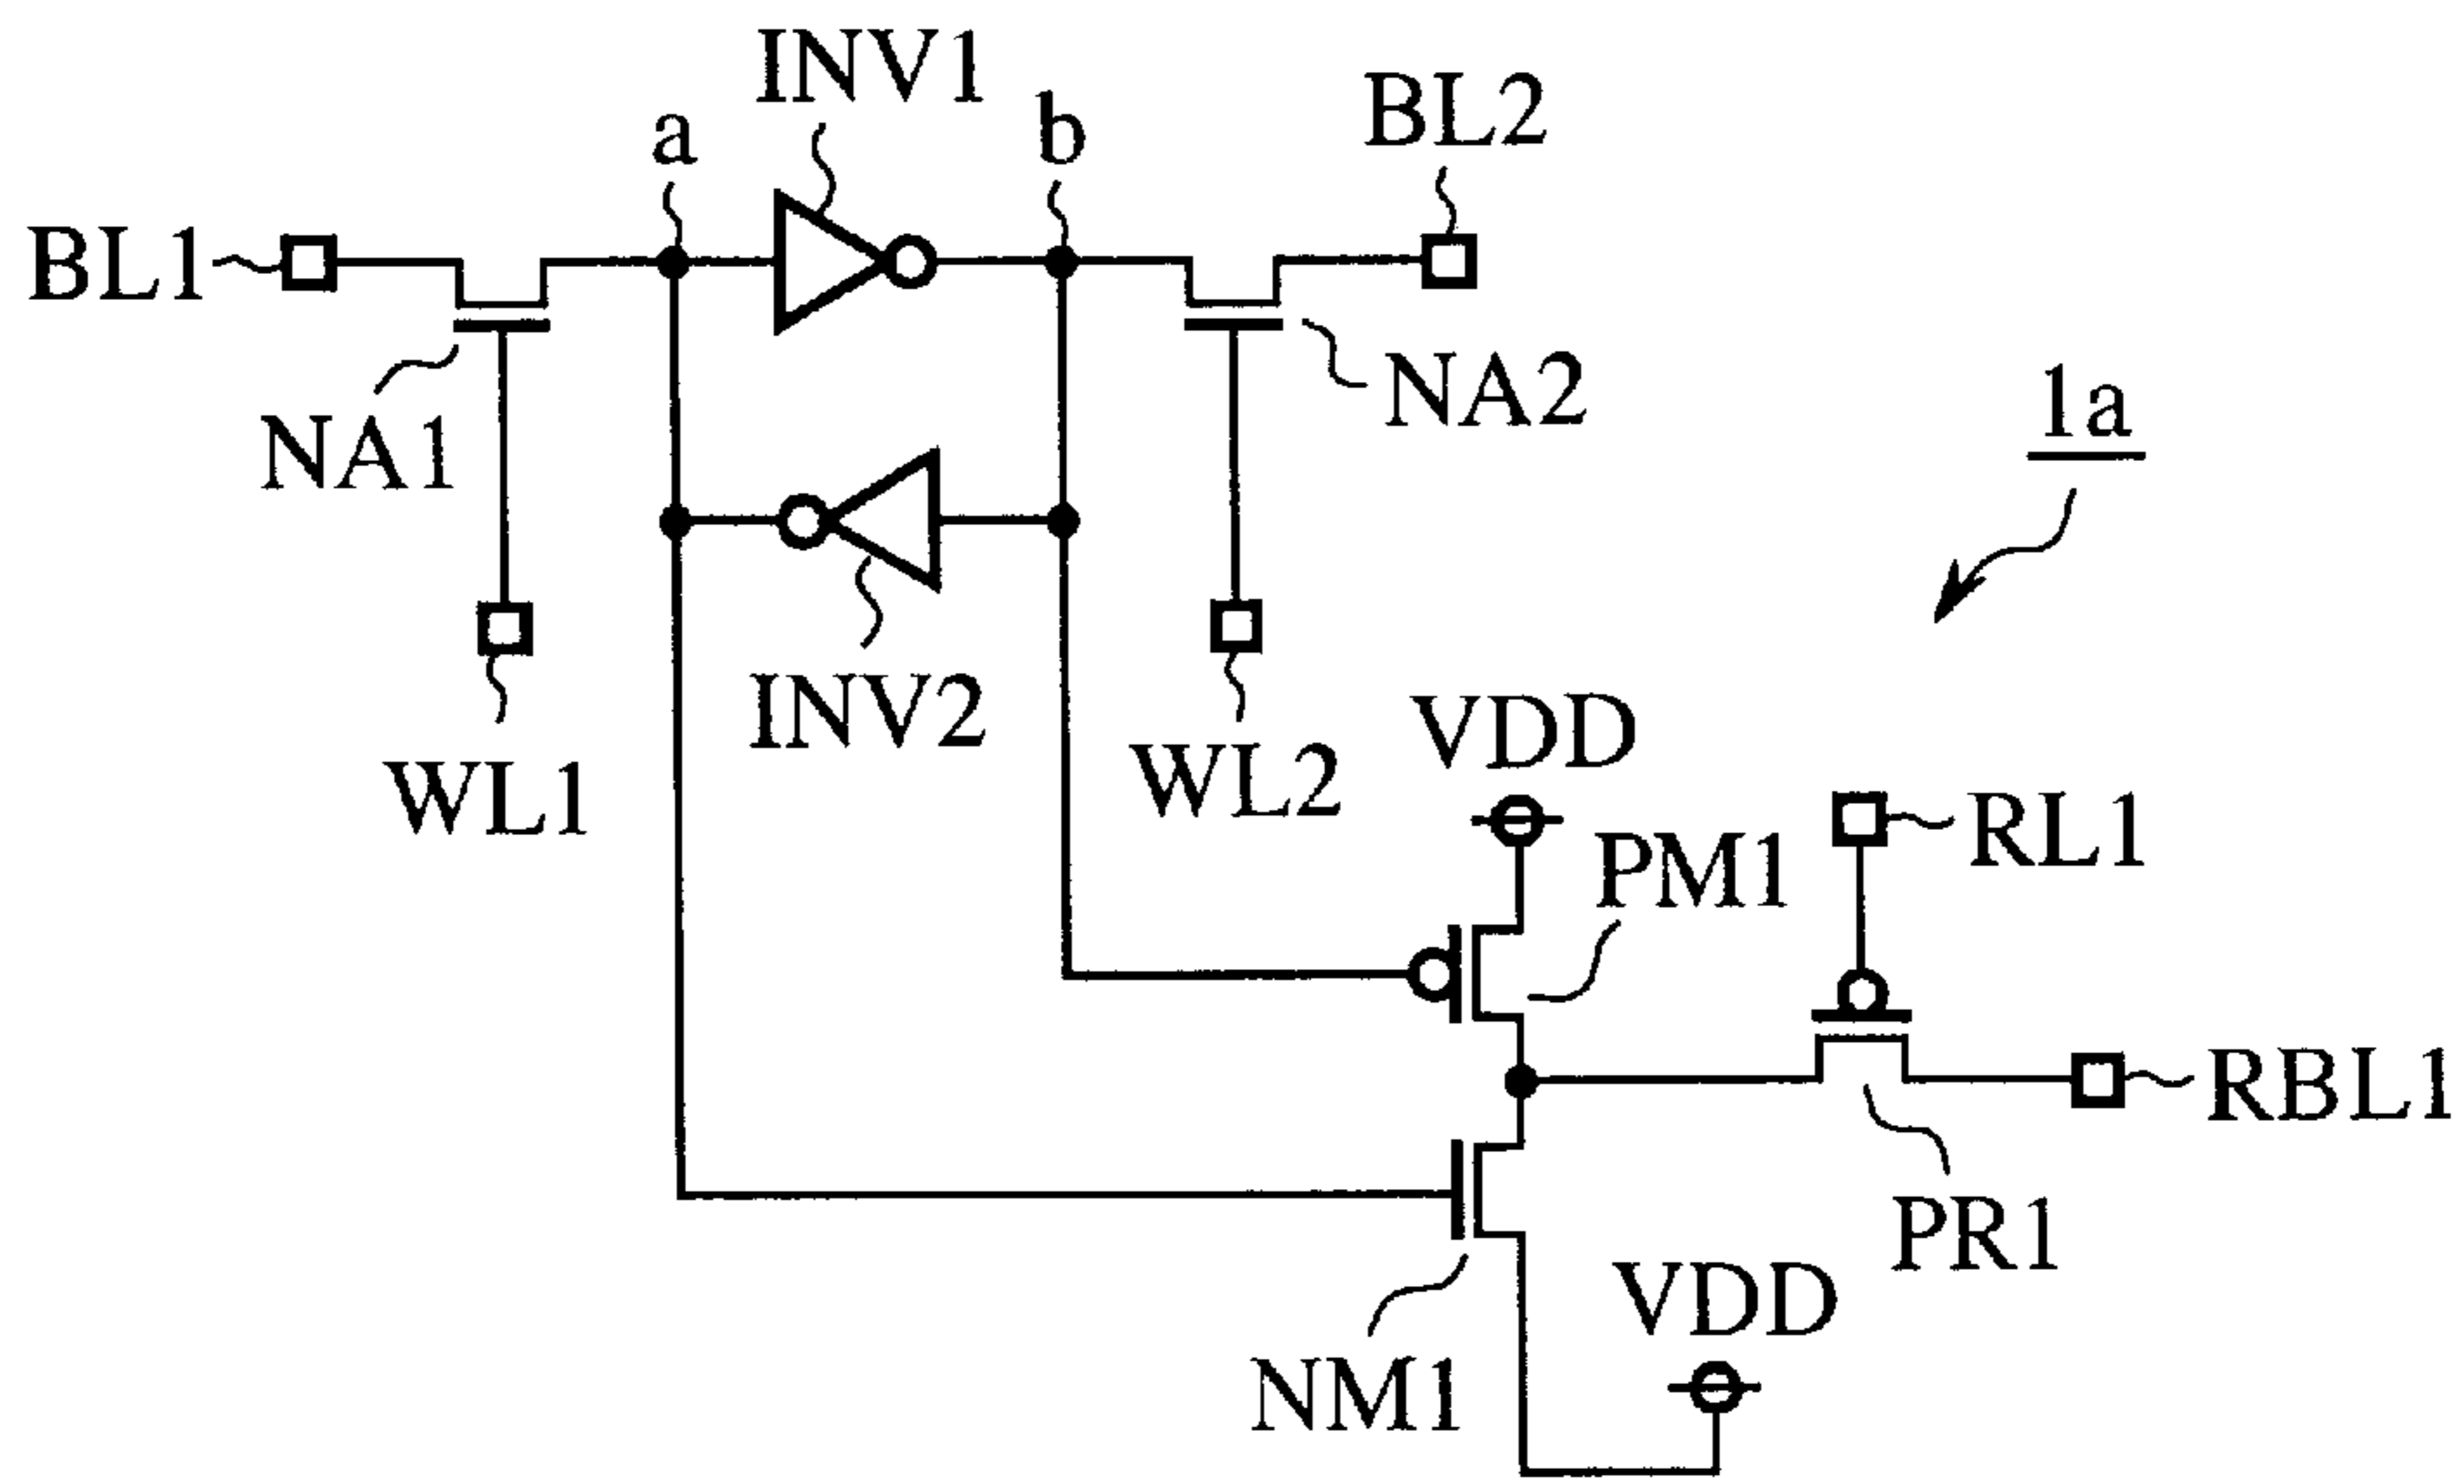 INV1
a
b
BL2
BL1
NA1
NA2
1a
INV2
WL1
WL2
VDD
RL1
PM1
RBL1
PR1
VDD
NM1